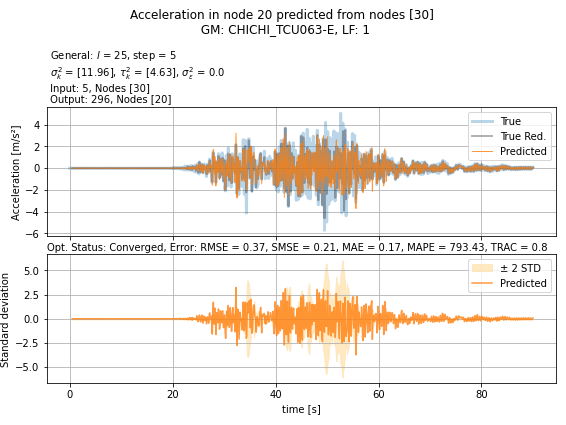 Acceleration in node 20 predicted from nodes [30]
GM: CHICHI_TCU063-E, LF: 1
General: l = 25, step = 5
σ²ₖ = [11.96], τ²ₖ = [4.63], σ²ε = 0.0
Input: 5, Nodes [30]
Output: 296, Nodes [20]
Acceleration [m/s²]
4
2
0
−2
−4
−6
True
True Red.
Predicted
Opt. Status: Converged, Error: RMSE = 0.37, SMSE = 0.21, MAE = 0.17, MAPE = 793.43, TRAC = 0.8
Standard deviation
5.0
2.5
0.0
−2.5
−5.0
± 2 STD
Predicted
0 20 40 60 80
time [s]